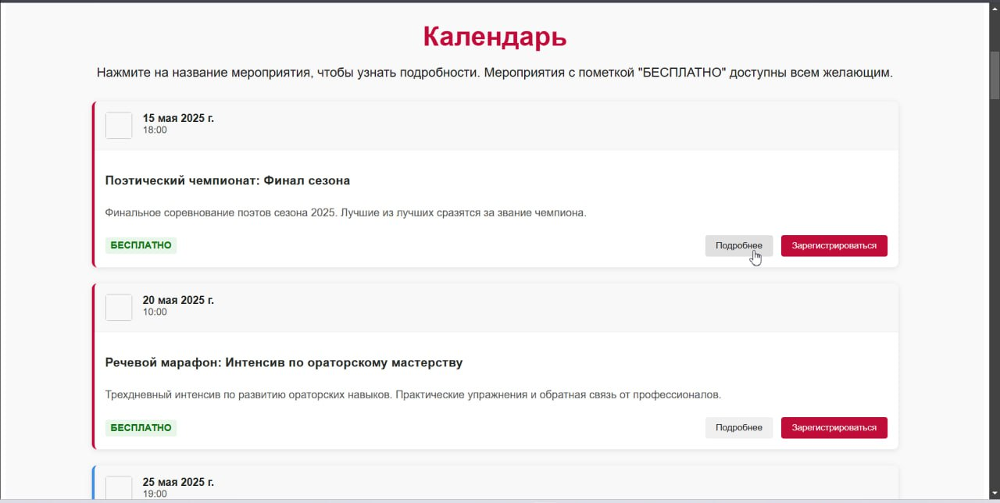 Календарь
Нажмите на название мероприятия, чтобы узнать подробности. Мероприятия с пометкой "БЕСПЛАТНО" доступны всем желающим.
15 мая 2025 г.
18:00
Поэтический чемпионат: Финал сезона
Финальное соревнование поэтов сезона 2025. Лучшие из лучших сразятся за звание чемпиона.
БЕСПЛАТНО
Подробнее
Зарегистрироваться
20 мая 2025 г.
10:00
Речевой марафон: Интенсив по ораторскому мастерству
Трехдневный интенсив по развитию ораторских навыков. Практические упражнения и обратная связь от профессионалов.
БЕСПЛАТНО
Подробнее
Зарегистрироваться
25 мая 2025 г.
19:00